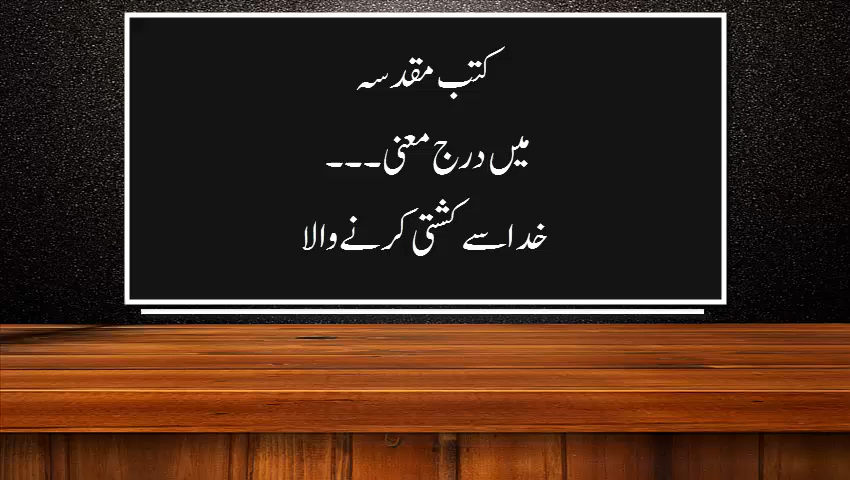 کتب مقدسہ
میں درج معنی۔۔۔
خدا سے کشتی کرنے والا